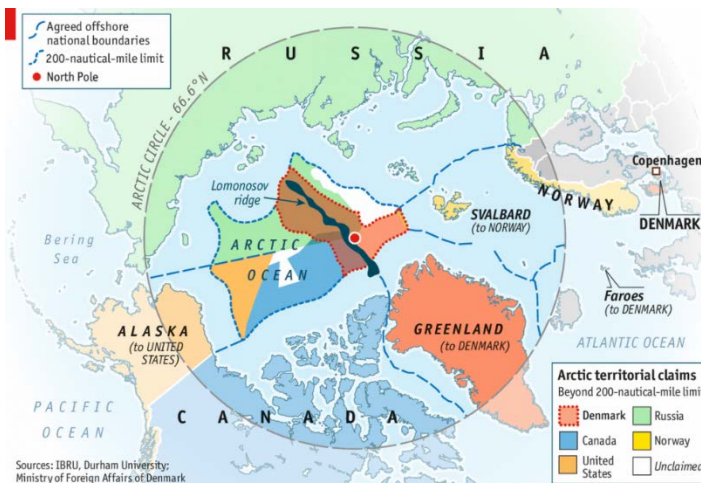 Agreed offshore
national boundaries
200-nautical-mile limit
North Pole
RUSSIA
ARCTIC CIRCLE - 66.6°N
Copenhagen
Lomonosov
ridge
NORWAY
SVALBARD
(to NORWAY)
DENMARK
Bering
Sea
ARCTIC
OCEAN
Faroes
(to DENMARK)
ALASKA
(to UNITED
STATES)
GREENLAND
(to DENMARK)
ATLANTIC OCEAN
PACIFIC
OCEAN
CANADA
Arctic territorial claims
Beyond 200-nautical-mile limit
Denmark
Russia
Canada
Norway
United
States
Unclaimed
Sources: IBRU, Durham University;
Ministry of Foreign Affairs of Denmark